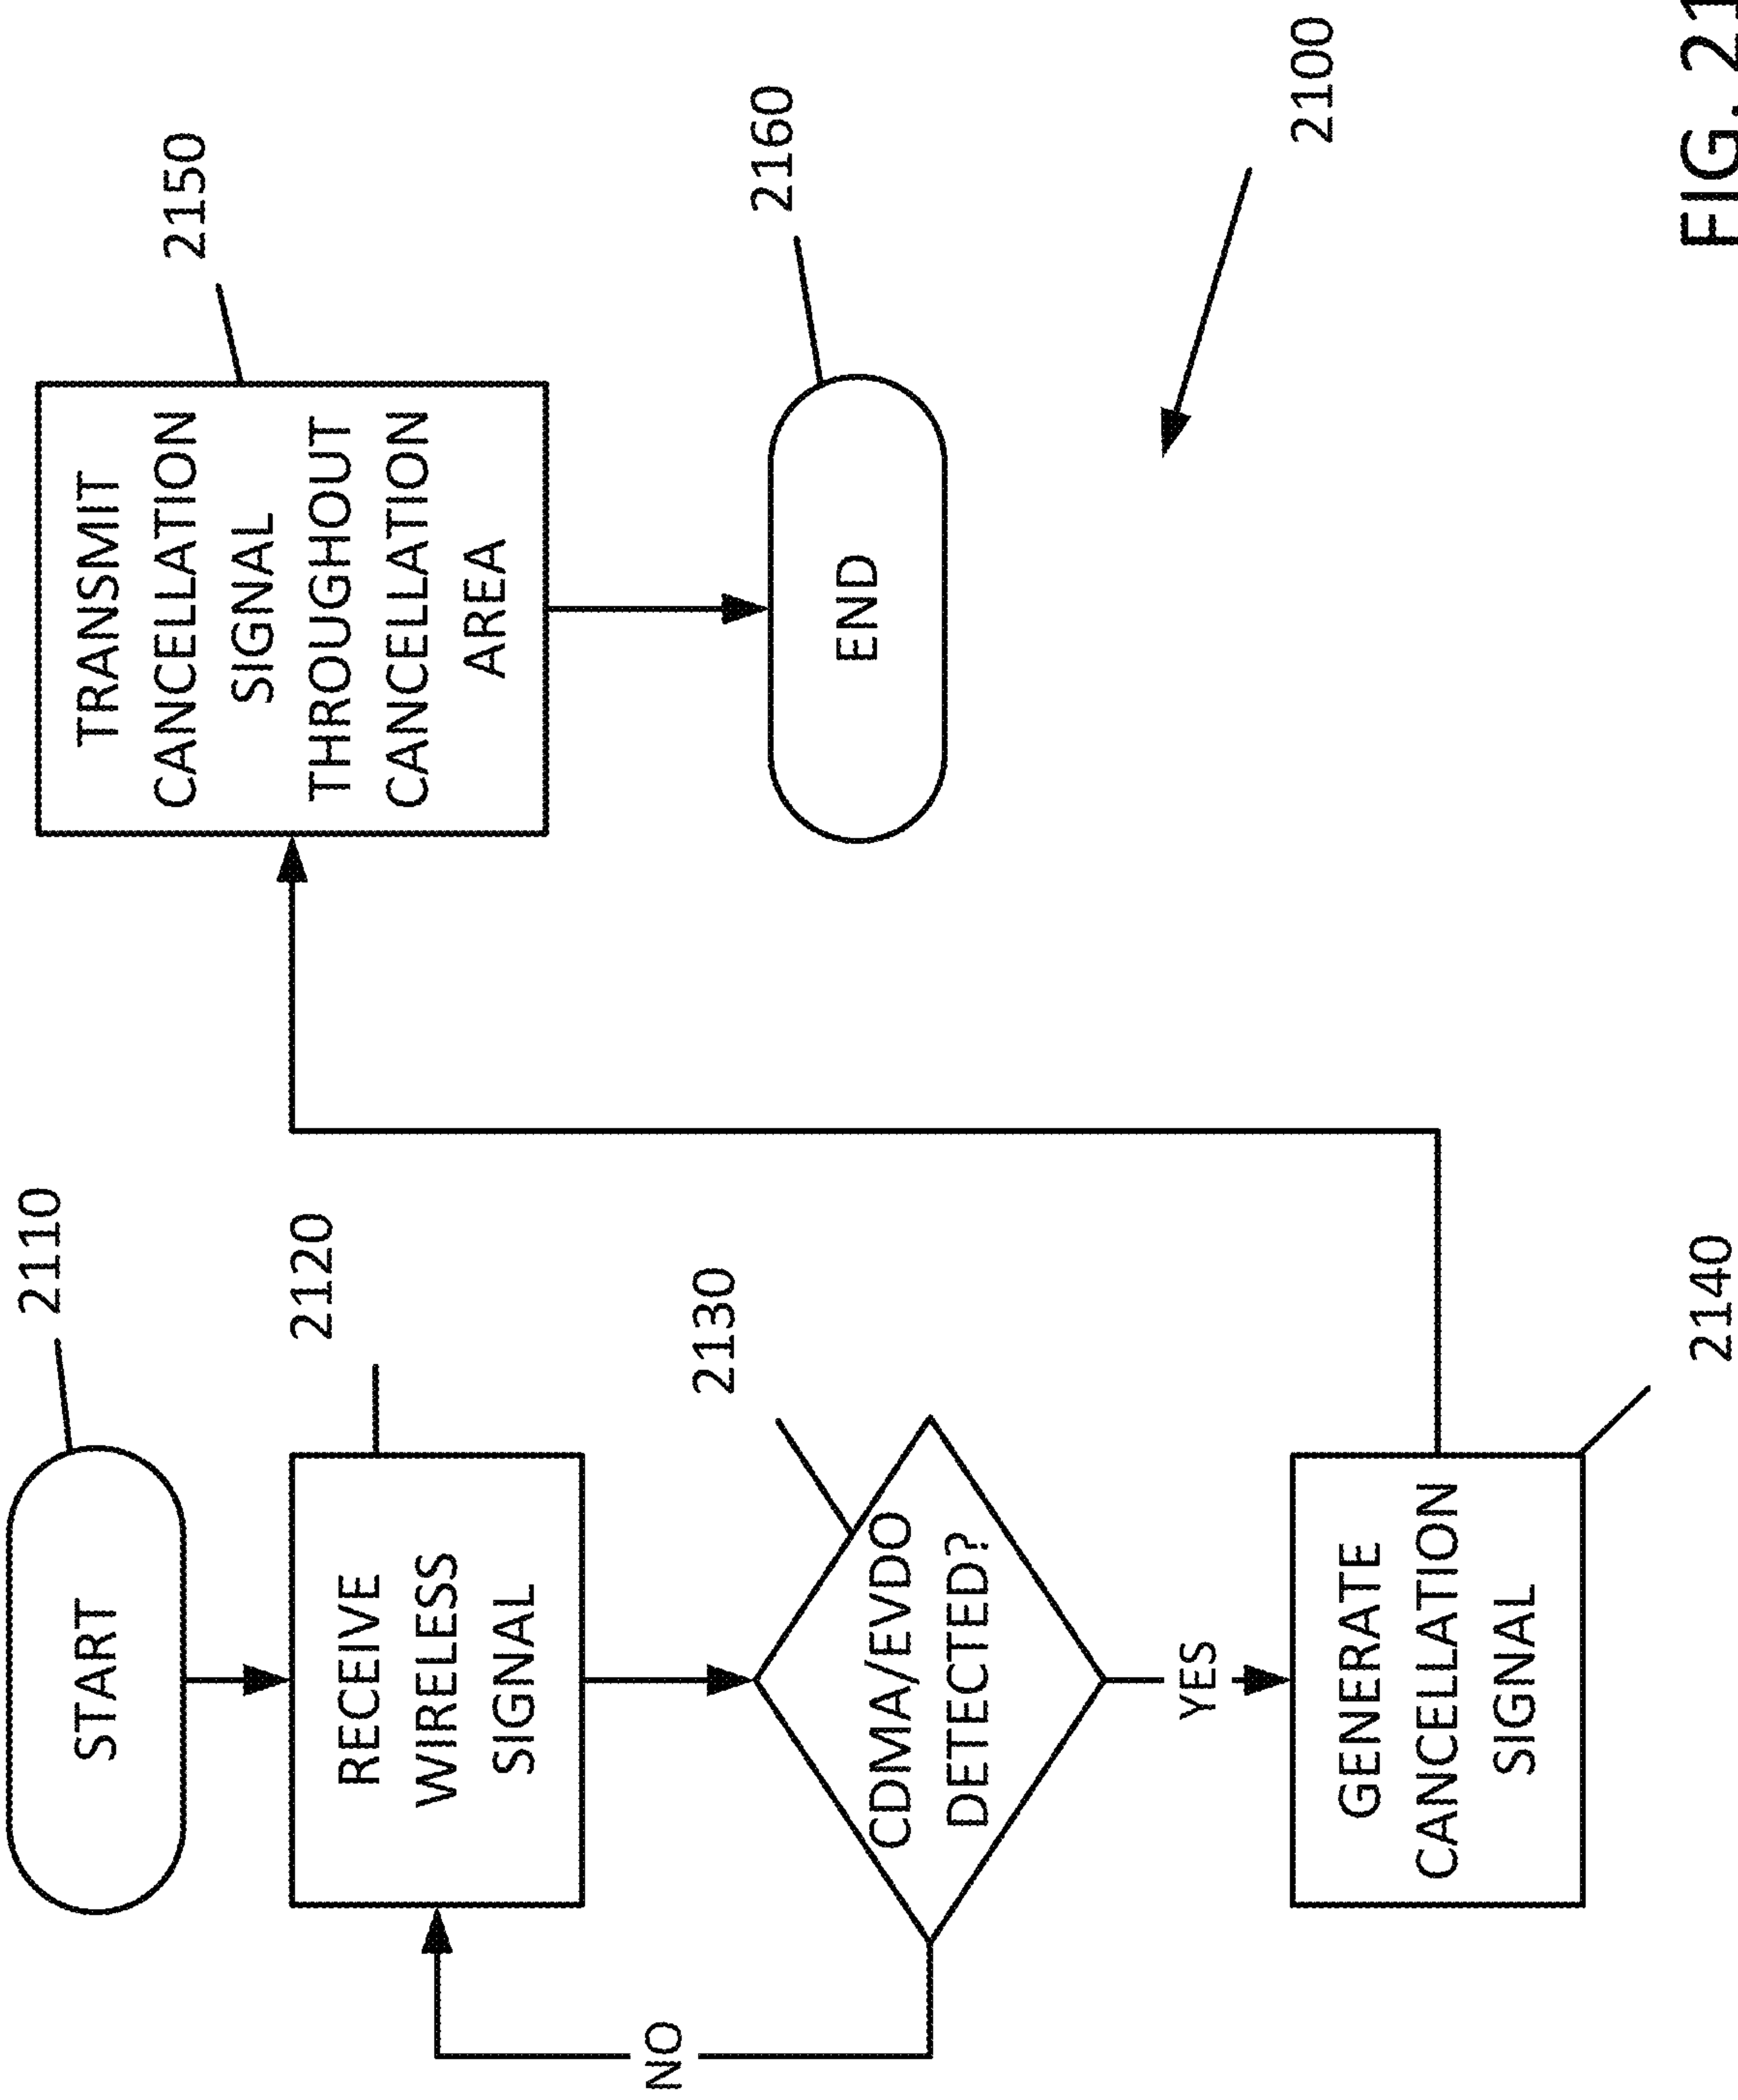 START
2110
RECEIVE
WIRELESS
SIGNAL
2120
CDMA/EVDO
DETECTED?
2130
NO
YES
GENERATE
CANCELLATION
SIGNAL
2140
TRANSMIT
CANCELLATION
SIGNAL
THROUGHOUT
CANCELLATION
AREA
2150
END
2160
2100
FIG. 21